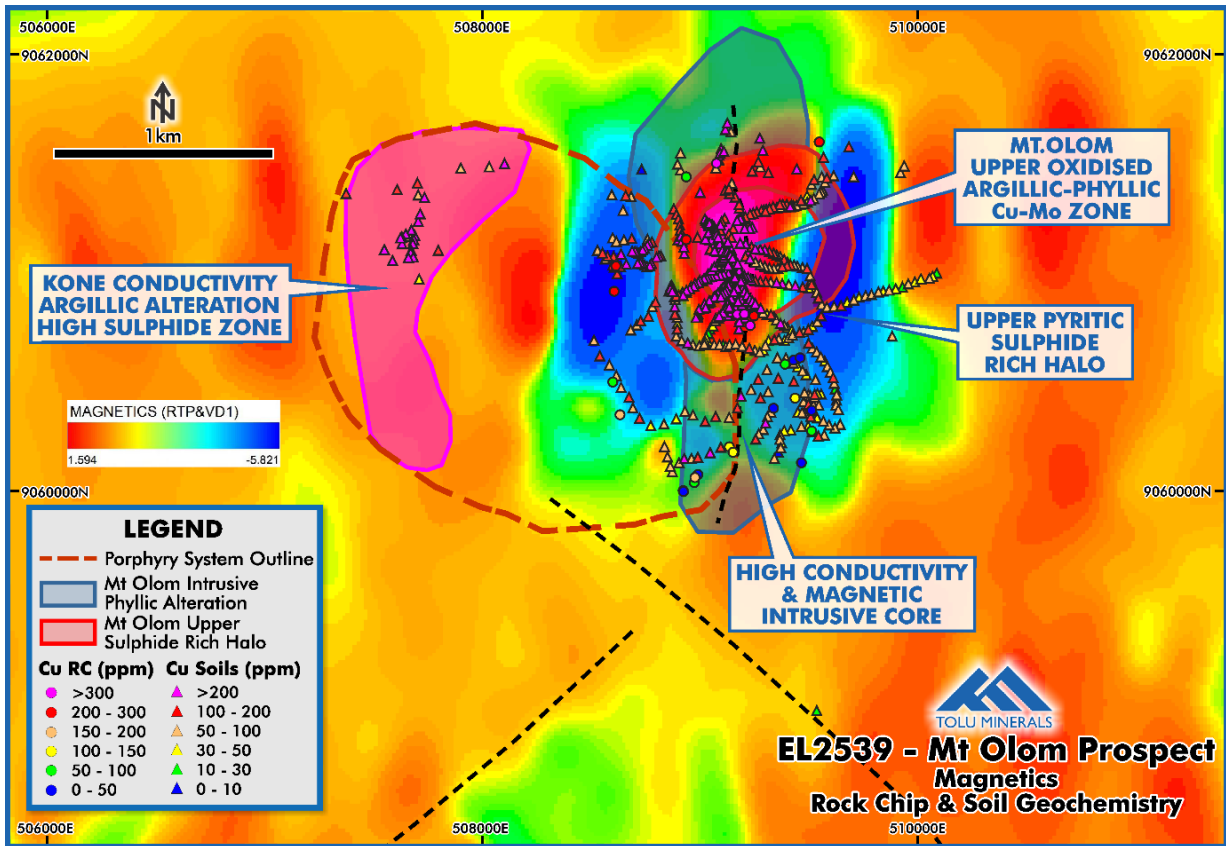 506000E
508000E
510000E
9062000N
9062000N
N
1km
MT.OLOM
UPPER OXIDISED
ARGILLIC-PHYLLIC
Cu-Mo ZONE
KONE CONDUCTIVITY
ARGILLIC ALTERATION
HIGH SULPHIDE ZONE
UPPER PYRITIC
SULPHIDE
RICH HALO
MAGNETICS (RTP&VD1)
1.594
-5.821
9060000N
9060000N
LEGEND
Porphyry System Outline
Mt Olom Intrusive
Phyllic Alteration
Mt Olom Upper
Sulphide Rich Halo
Cu RC (ppm)
>300
200 - 300
150 - 200
100 - 150
50 - 100
0 - 50
Cu Soils (ppm)
>200
100 - 200
50 - 100
30 - 50
10 - 30
0 - 10
HIGH CONDUCTIVITY
& MAGNETIC
INTRUSIVE CORE
TOLU MINERALS
EL2539 - Mt Olom Prospect
Magnetics
Rock Chip & Soil Geochemistry
506000E
508000E
510000E